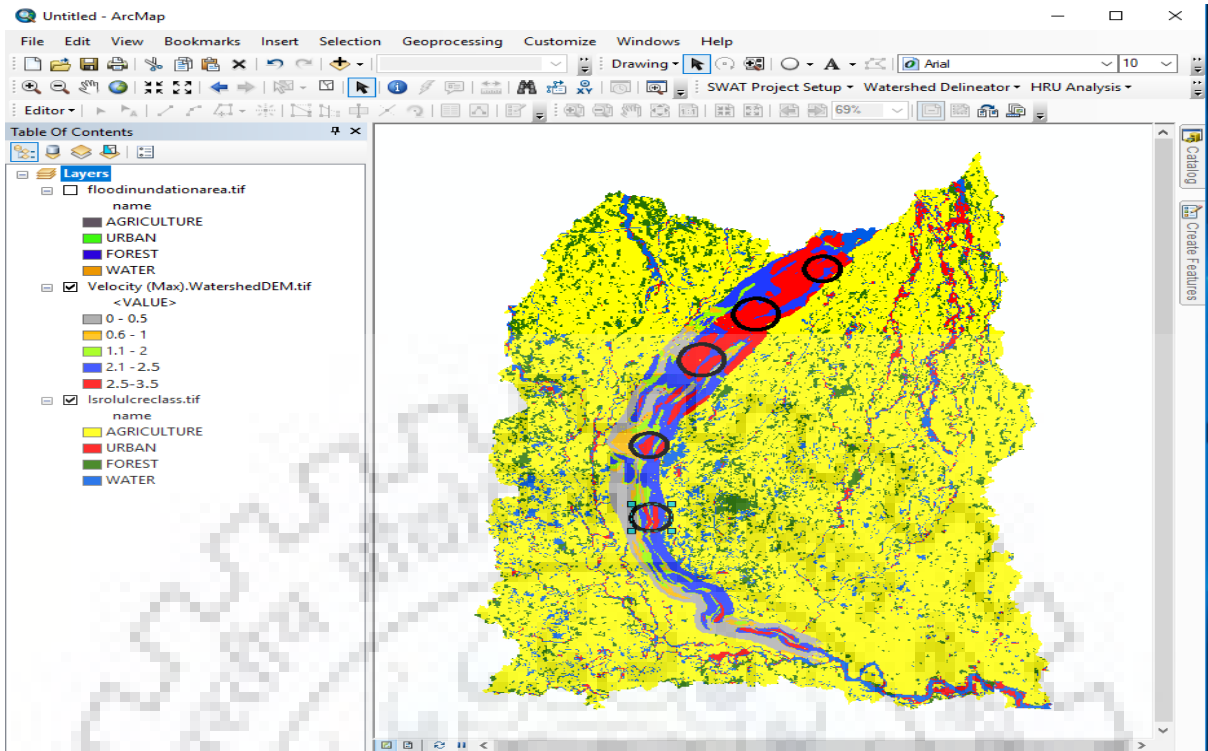 Untitled - ArcMap
File Edit View Bookmarks Insert Selection Geoprocessing Customize Windows Help
Drawing A Arial 10
SWAT Project Setup Watershed Delineator HRU Analysis
Editor 69%
Table Of Contents
Layers
floodinundationarea.tif
name
AGRICULTURE
URBAN
FOREST
WATER
Velocity (Max).WatershedDEM.tif
<VALUE>
0 - 0.5
0.6 - 1
1.1 - 2
2.1 - 2.5
2.5-3.5
Isrolulcreclass.tif
name
AGRICULTURE
URBAN
FOREST
WATER
Catalog
Create Features